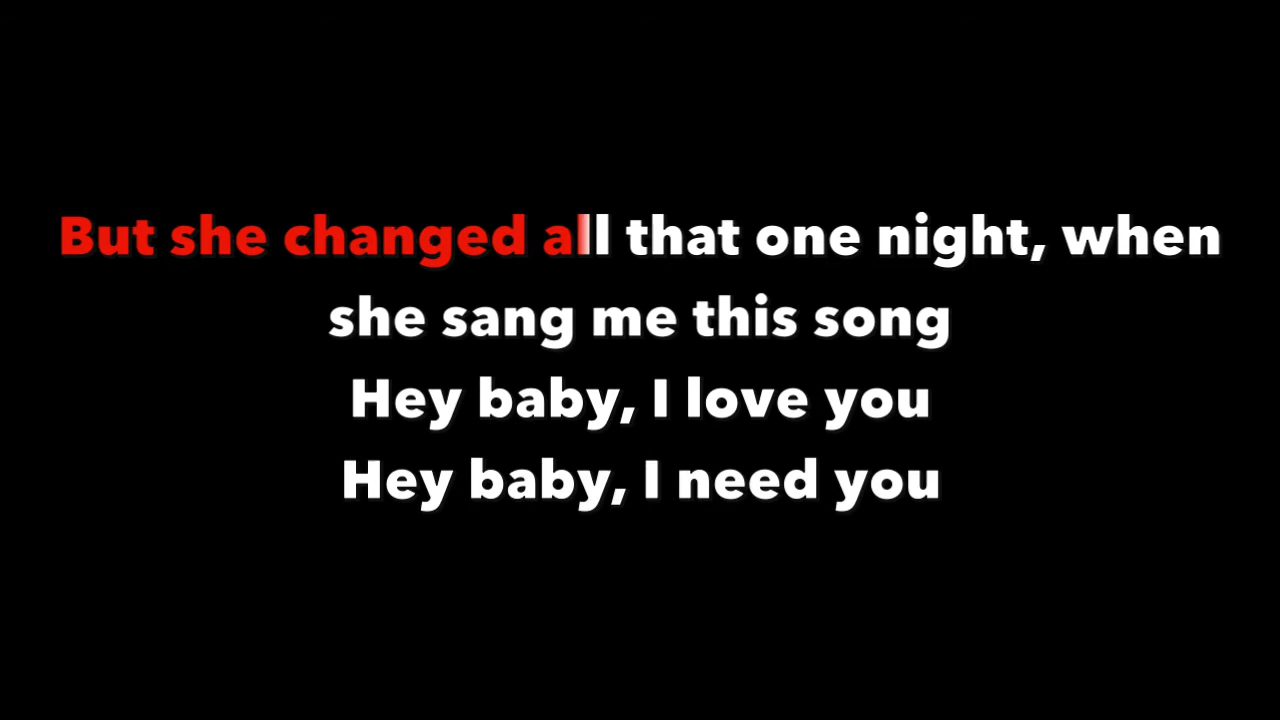 But she changed all that one night, when
she sang me this song
Hey baby, I love you
Hey baby, I need you